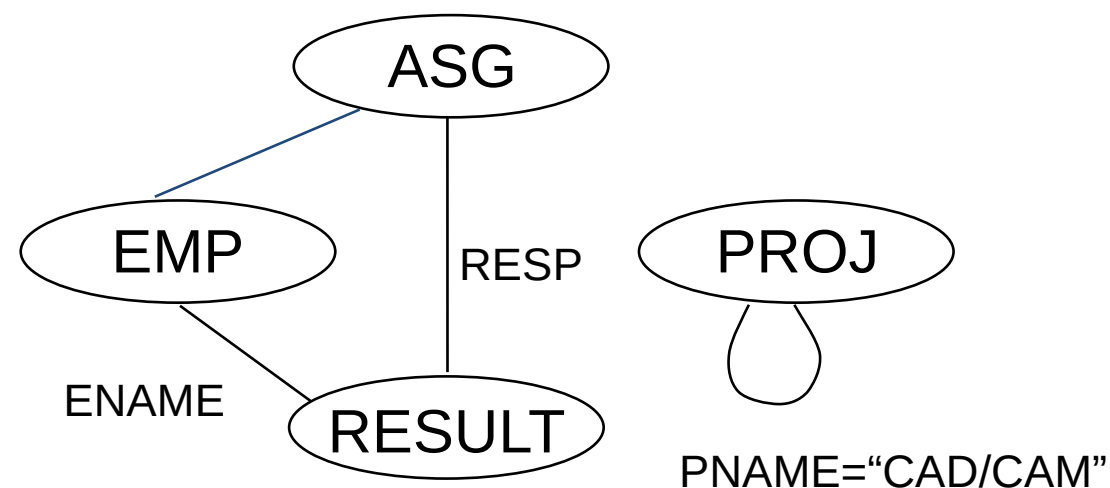 ASG
EMP
PROJ
RESP
ENAME
RESULT
PNAME=“CAD/CAM”